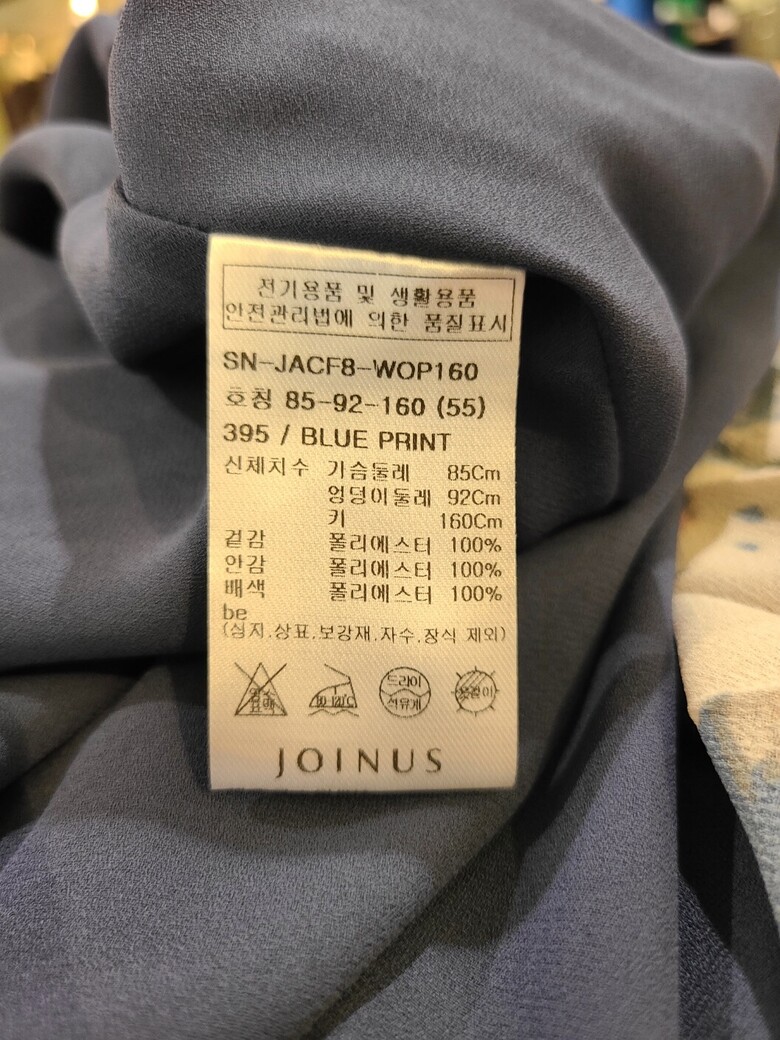 전기용품 및 생활용품
안전관리법에 의한 품질표시
SN-JACF8-WOP160
호칭 85-92-160 (55)
395 / BLUE PRINT
신체치수 가슴둘레 85Cm
엉덩이둘레 92Cm
키 160Cm
겉감 폴리에스터 100%
안감 폴리에스터 100%
배색 폴리에스터 100%
be
(심지,상표,보강재,자수,장식 제외)
드라이
석유계
JOINUS